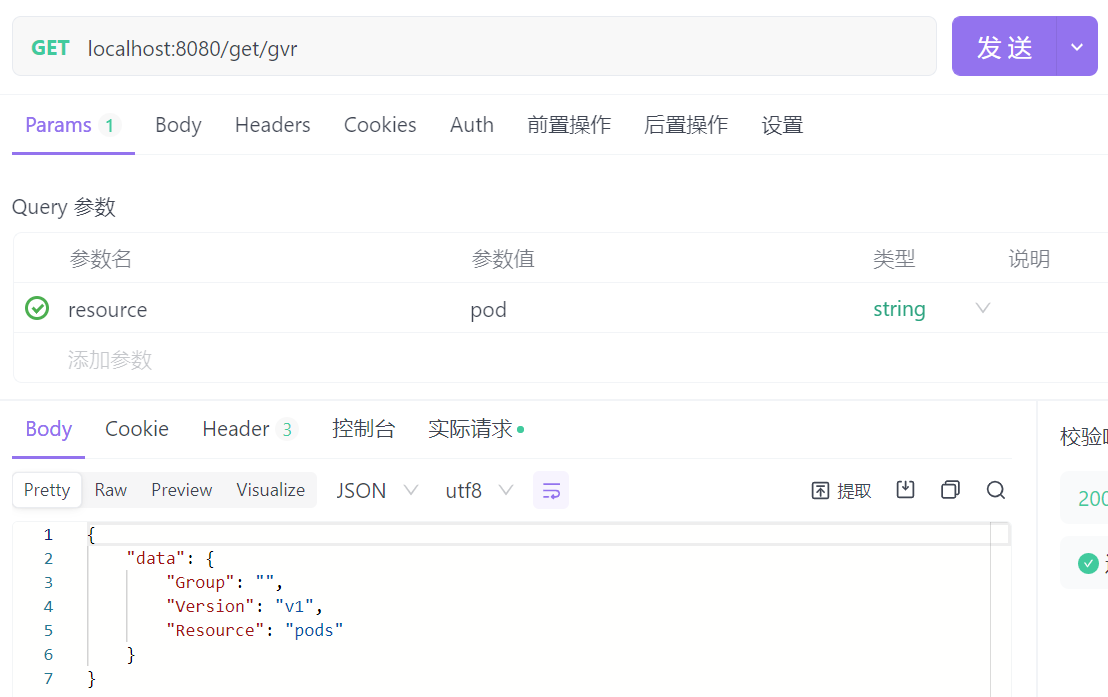 GET localhost:8080/get/gvr 发送
Params 1 Body Headers Cookies Auth 前置操作 后置操作 设置
Query 参数
参数名 参数值 类型 说明
resource pod string
添加参数
Body Cookie Header 3 控制台 实际请求
Pretty Raw Preview Visualize JSON utf8 提取
1 {
2 "data": {
3 "Group": "",
4 "Version": "v1",
5 "Resource": "pods"
6 }
7 }
校验
200